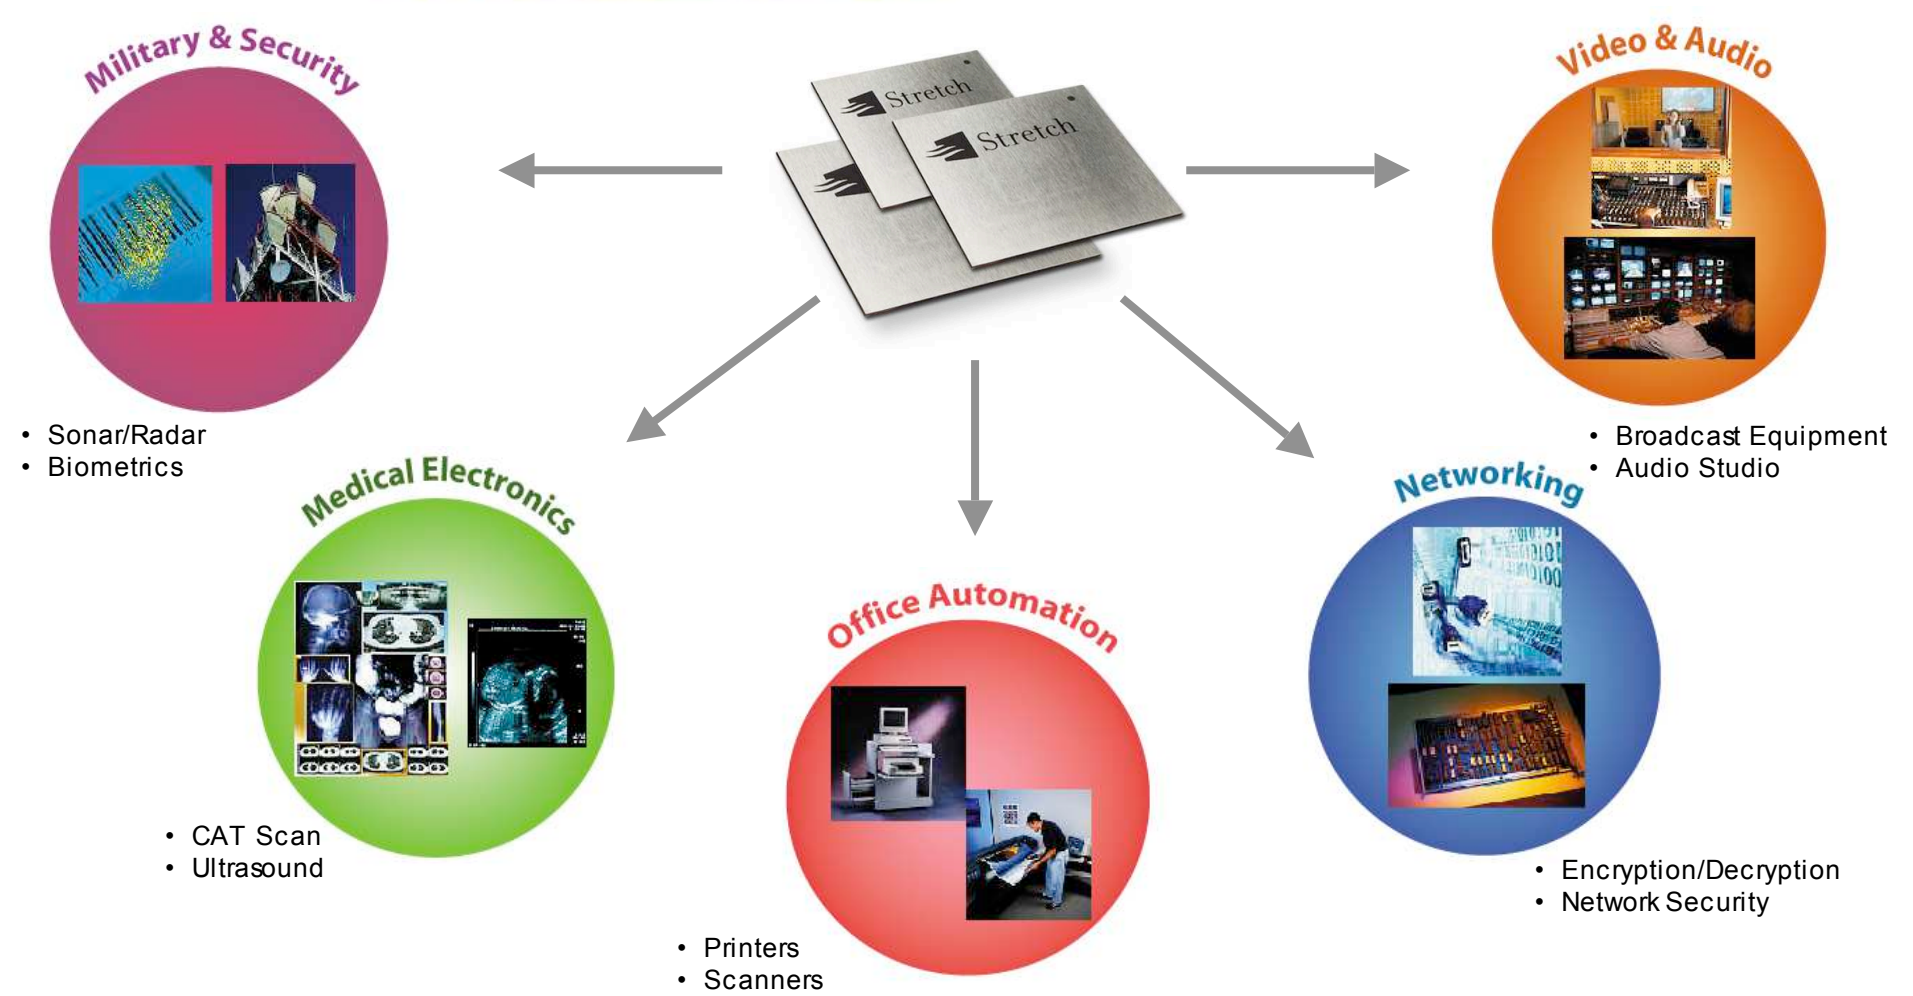 Military & Security
Stretch
Stretch
Video & Audio
• Sonar/Radar
• Biometrics
• Broadcast Equipment
• Audio Studio
Medical Electronics
Networking
Office Automation
• CAT Scan
• Ultrasound
• Encryption/Decryption
• Network Security
• Printers
• Scanners